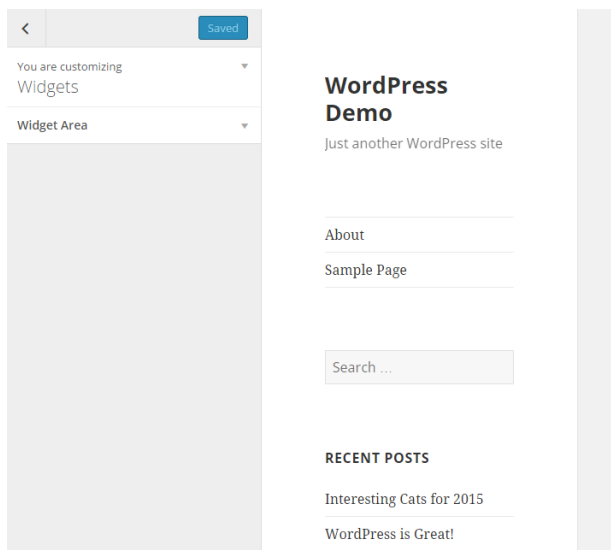 Saved
You are customizing
Widgets
Widget Area
WordPress
Demo
Just another WordPress site
About
Sample Page
Search …
RECENT POSTS
Interesting Cats for 2015
WordPress is Great!